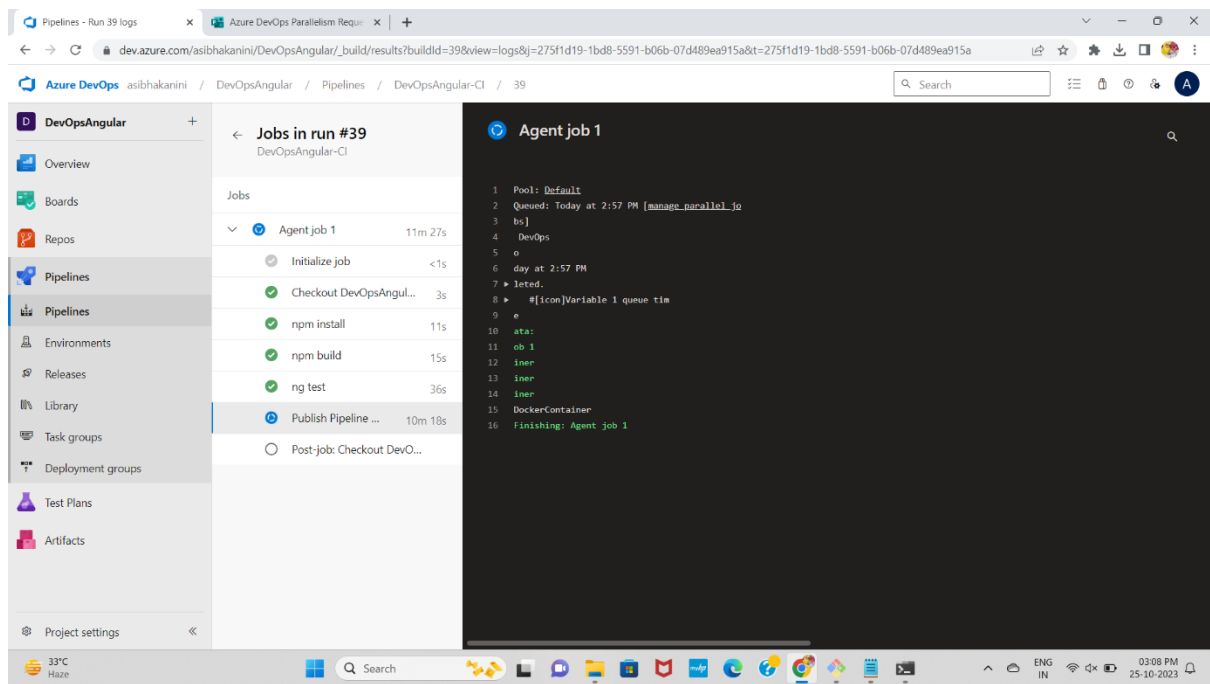 Pipelines - Run 39 logs
Azure DevOps Parallelism Reque
dev.azure.com/asibhakanini/DevOpsAngular/_build/results?buildId=39&view=logs&j=275f1d19-1bd8-5591-b06b-07d489ea915a&t=275f1d19-1bd8-5591-b06b-07d489ea915a
Azure DevOps asibhakanini / DevOpsAngular / Pipelines / DevOpsAngular-CI / 39
Search
A
D DevOpsAngular +
Overview
Boards
Repos
Pipelines
Pipelines
Environments
Releases
Library
Task groups
Deployment groups
Test Plans
Artifacts
Project settings
Jobs in run #39
DevOpsAngular-CI
Jobs
Agent job 1 11m 27s
Initialize job <1s
Checkout DevOpsAngul... 3s
npm install 11s
npm build 15s
ng test 36s
Publish Pipeline ... 10m 18s
Post-job: Checkout DevO...
Agent job 1
1 Pool: Default
2 Queued: Today at 2:57 PM [manage parallel jo
3 bs]
4 DevOps
5 o
6 day at 2:57 PM
7 leted.
8 #[icon]Variable 1 queue tim
9 e
10 ata:
11 ob 1
12 iner
13 iner
14 iner
15 DockerContainer
16 Finishing: Agent job 1
33°C
Haze
Search
ENG
IN
03:08 PM
25-10-2023